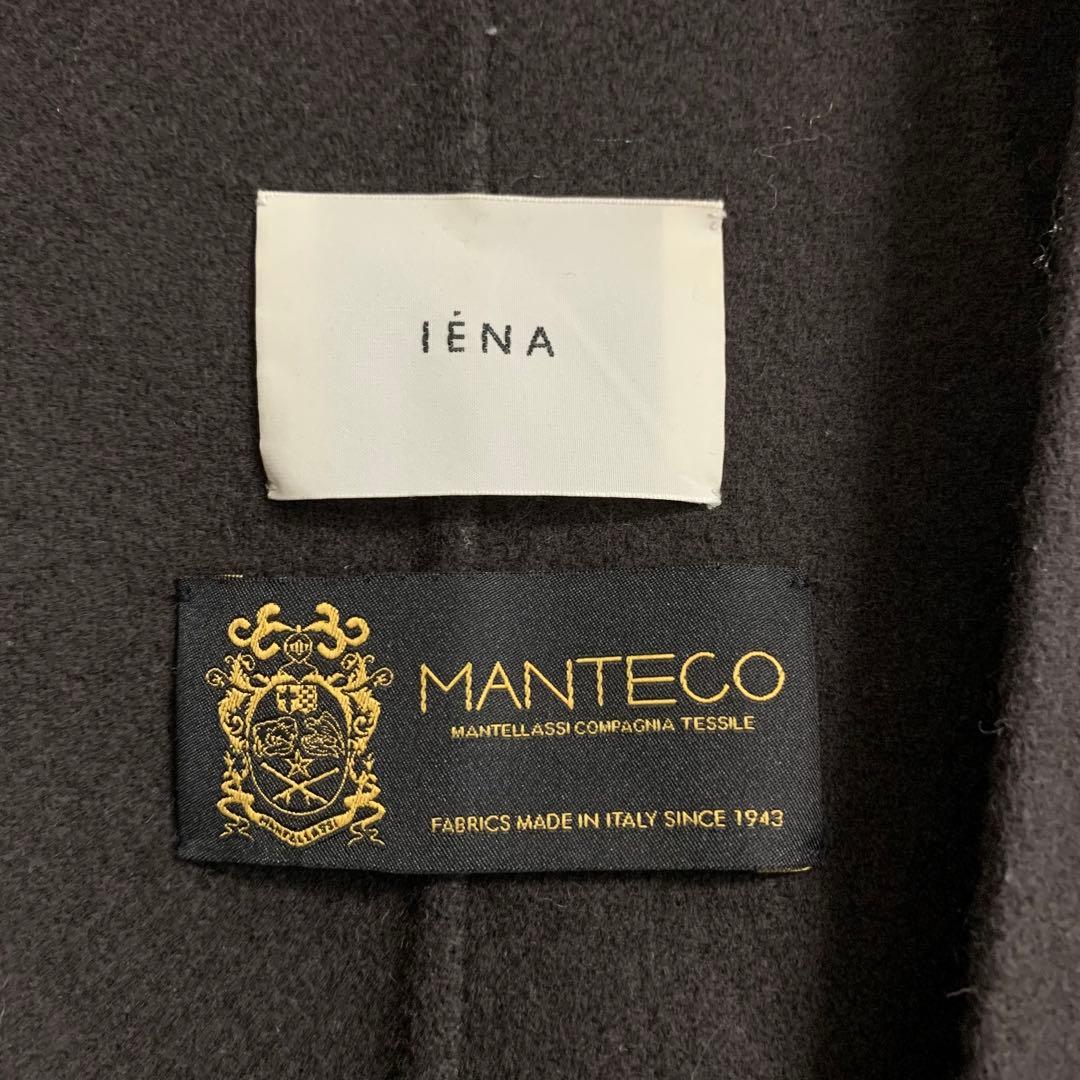 IÉNA
MANTECO
MANTELLASSI COMPAGNIA TESSILE
FABRICS MADE IN ITALY SINCE 1943